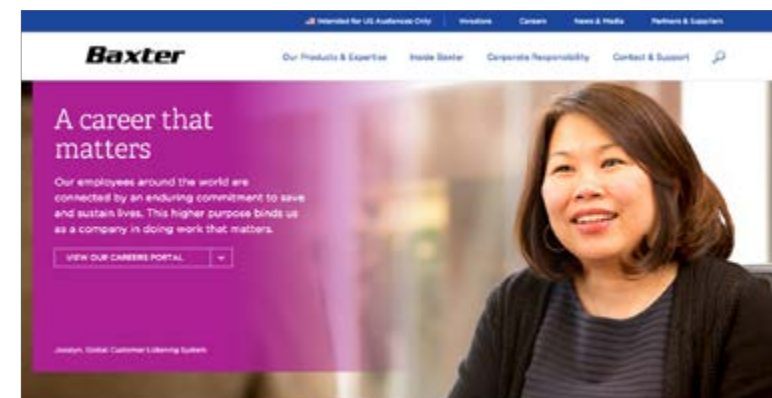 Intended for US Audiences Only Investors Careers News & Media Partners & Suppliers
Baxter Our Products & Expertise Inside Baxter Corporate Responsibility Contact & Support
A career that
matters
Our employees around the world are
connected by an enduring commitment to save
and sustain lives. This higher purpose binds us
as a company in doing work that matters.
VIEW OUR CAREERS PORTAL
Jocelyn, Global Customer Listening System